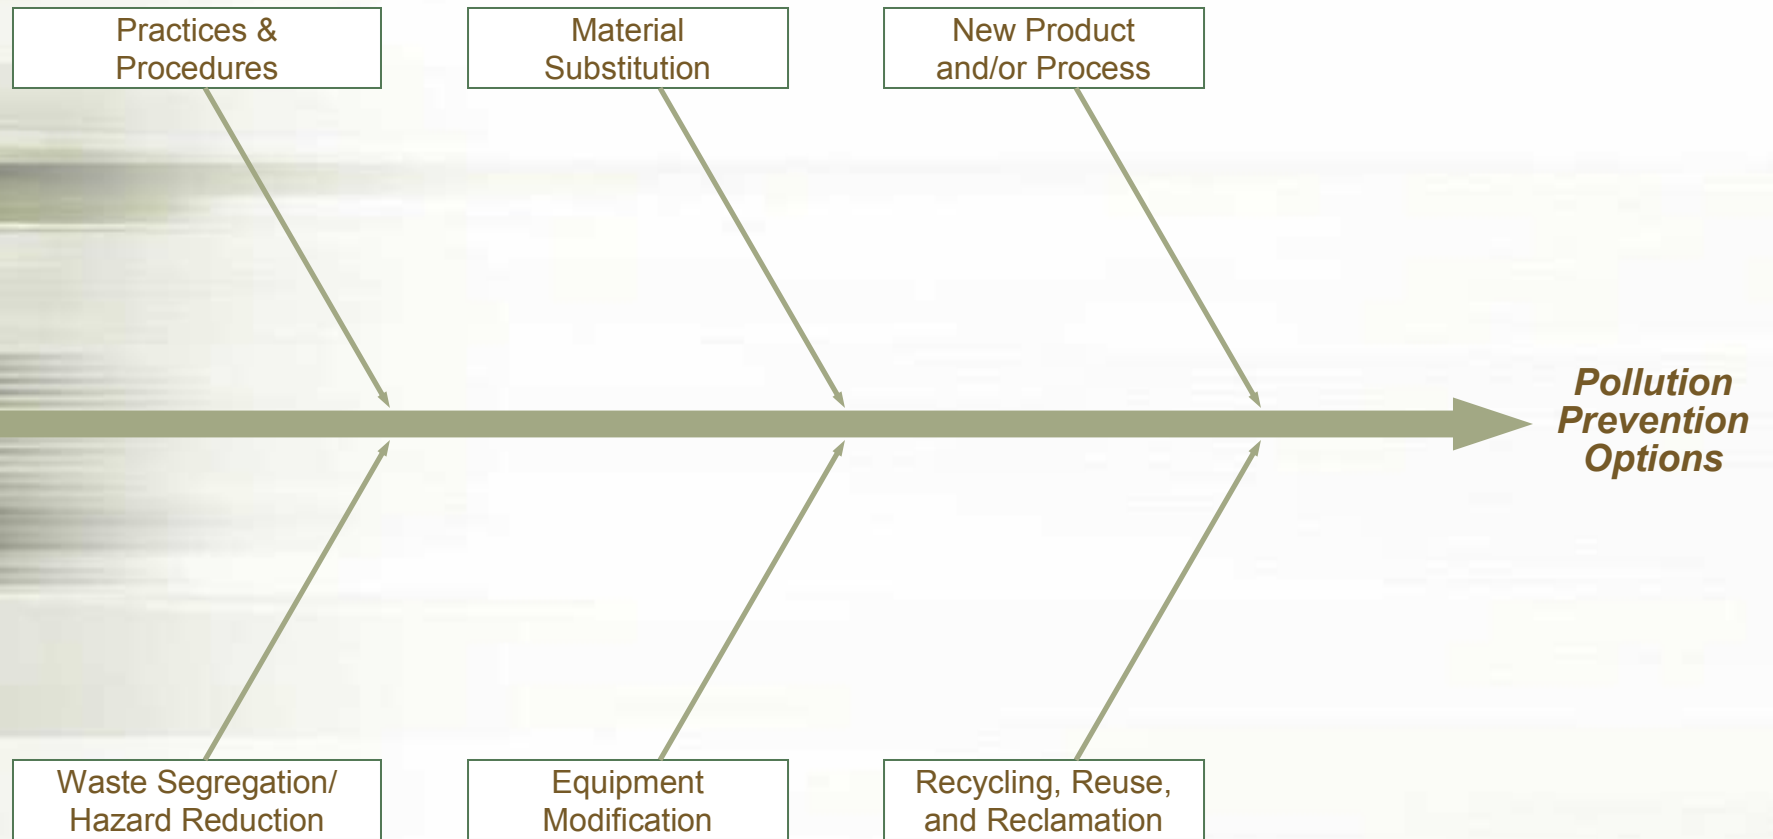 Practices &
Procedures
Material
Substitution
New Product
and/or Process
Pollution
Prevention
Options
Waste Segregation/
Hazard Reduction
Equipment
Modification
Recycling, Reuse,
and Reclamation